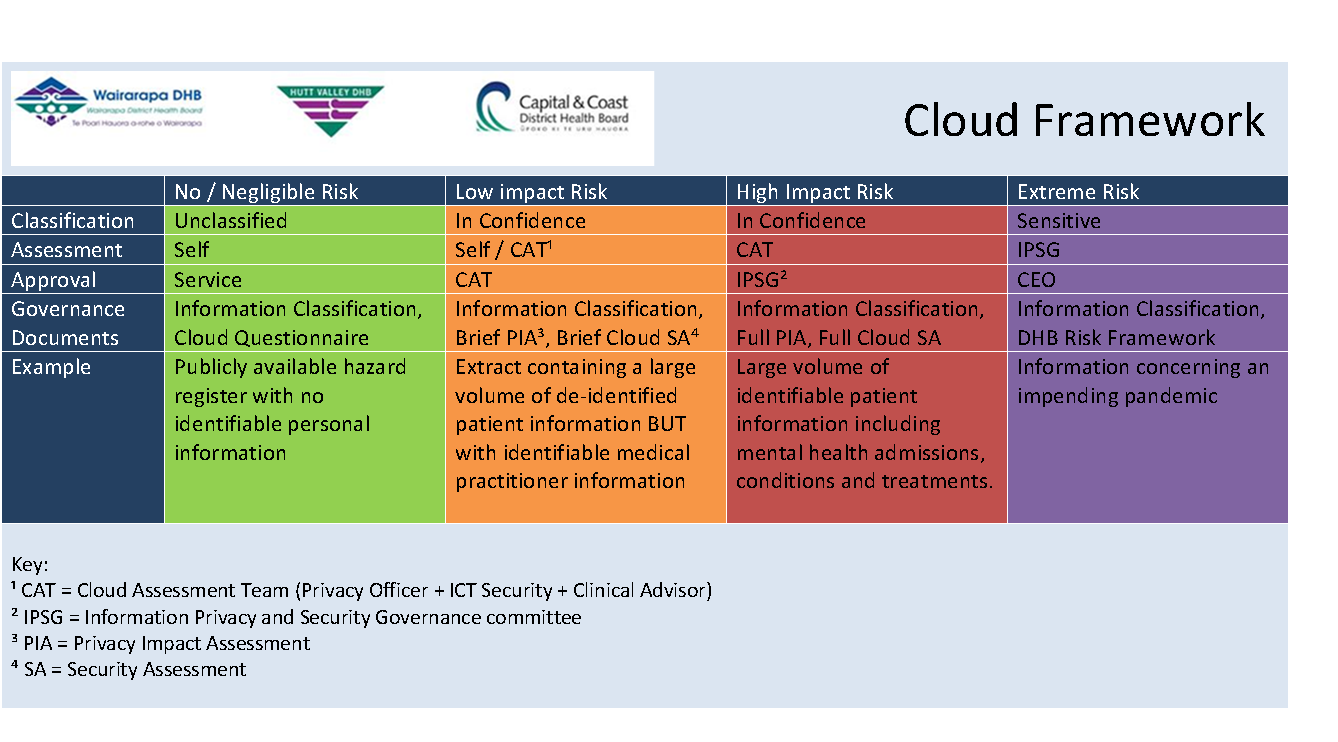 Wairarapa DHB
Wairarapa District Health Board
Te Poari Hauora a-rohe o Wairarapa
HUTT VALLEY DHB
Capital & Coast
District Health Board
ŪPOKO KI TE URU HAUORA
Cloud Framework
No / Negligible Risk
Low impact Risk
High Impact Risk
Extreme Risk
Classification
Unclassified
In Confidence
In Confidence
Sensitive
Assessment
Self
Self / CAT¹
CAT
IPSG
Approval
Service
CAT
IPSG²
CEO
Governance
Documents
Information Classification,
Cloud Questionnaire
Information Classification,
Brief PIA³, Brief Cloud SA⁴
Information Classification,
Full PIA, Full Cloud SA
Information Classification,
DHB Risk Framework
Example
Publicly available hazard
register with no
identifiable personal
information
Extract containing a large
volume of de-identified
patient information BUT
with identifiable medical
practitioner information
Large volume of
identifiable patient
information including
mental health admissions,
conditions and treatments.
Information concerning an
impending pandemic
Key:
¹ CAT = Cloud Assessment Team (Privacy Officer + ICT Security + Clinical Advisor)
² IPSG = Information Privacy and Security Governance committee
³ PIA = Privacy Impact Assessment
⁴ SA = Security Assessment